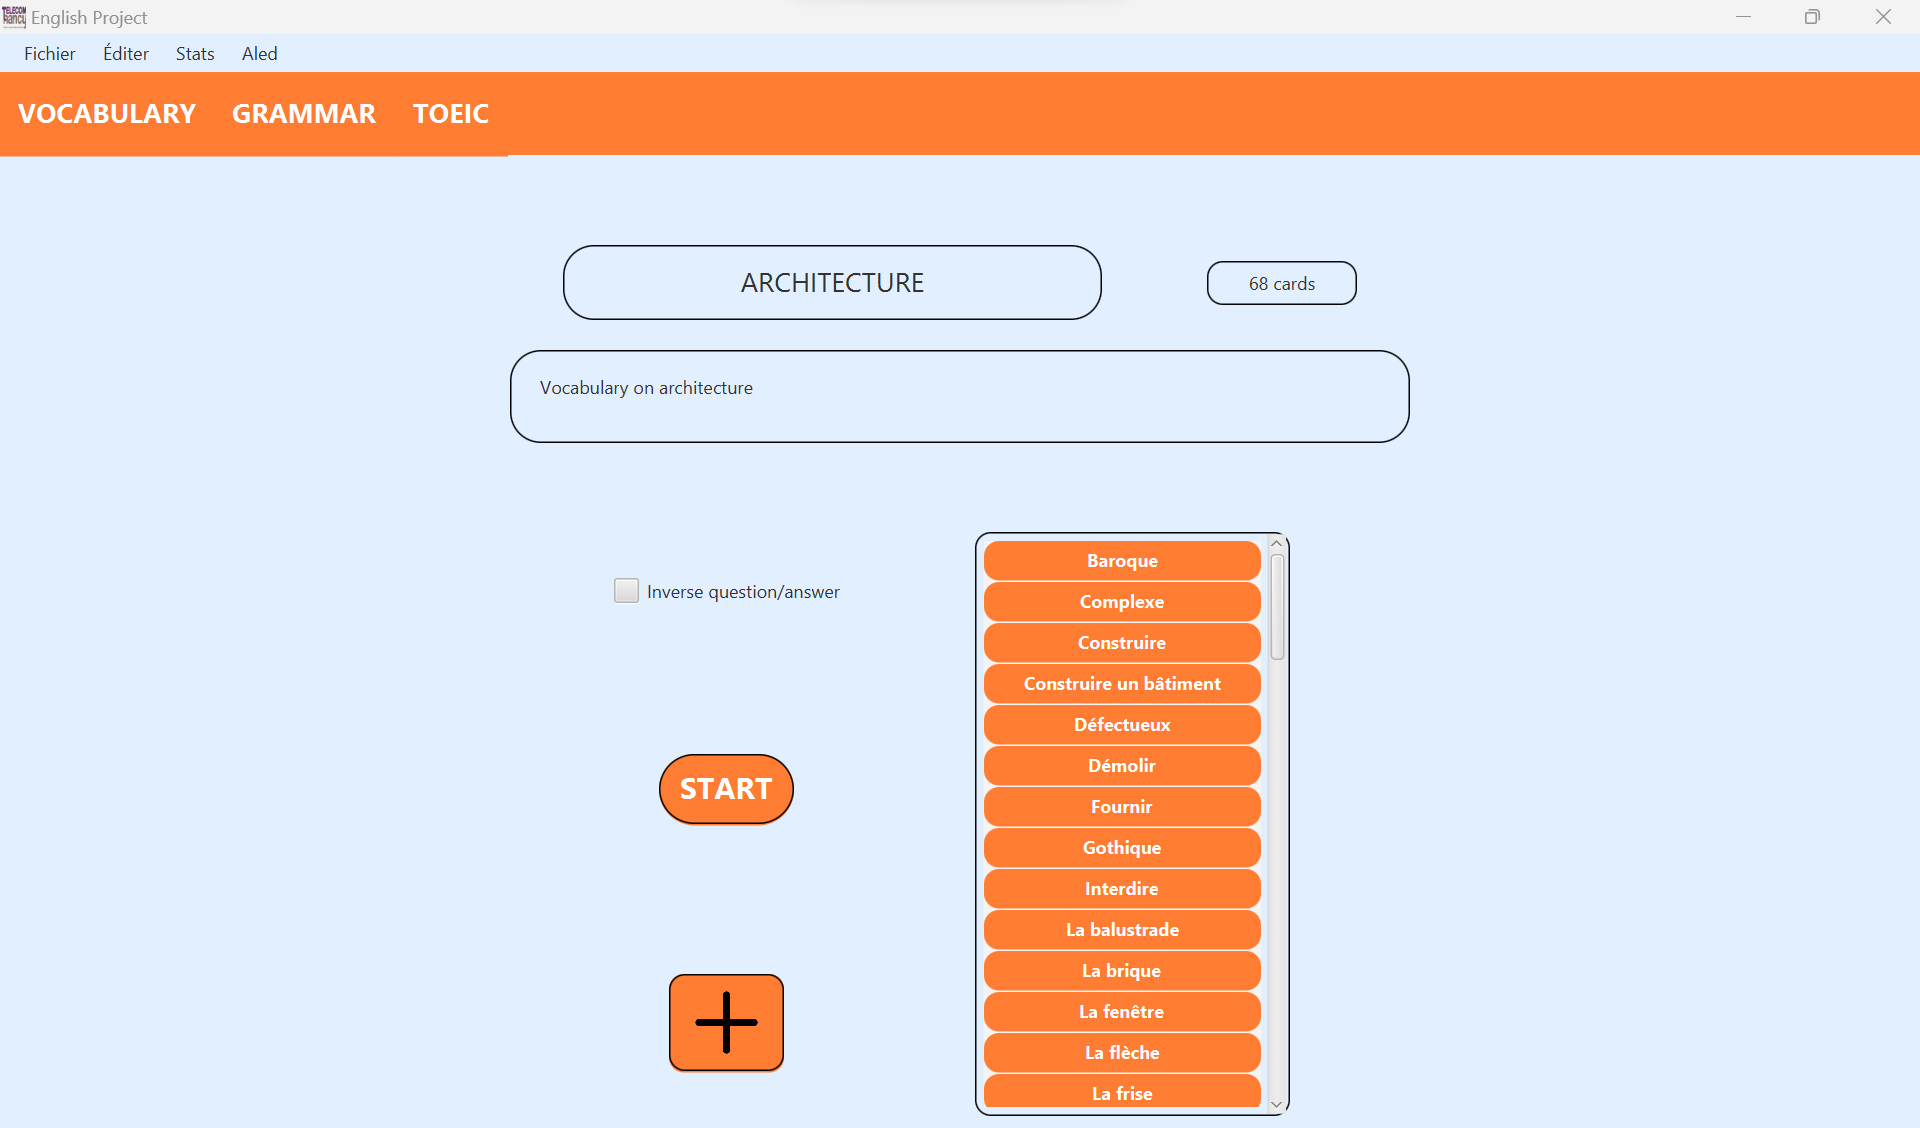 TELECOM
Nancy
English Project
Fichier Éditer Stats Aled
VOCABULARY GRAMMAR TOEIC
ARCHITECTURE
68 cards
Vocabulary on architecture
Inverse question/answer
START
Baroque
Complexe
Construire
Construire un bâtiment
Défectueux
Démolir
Fournir
Gothique
Interdire
La balustrade
La brique
La fenêtre
La flèche
La frise